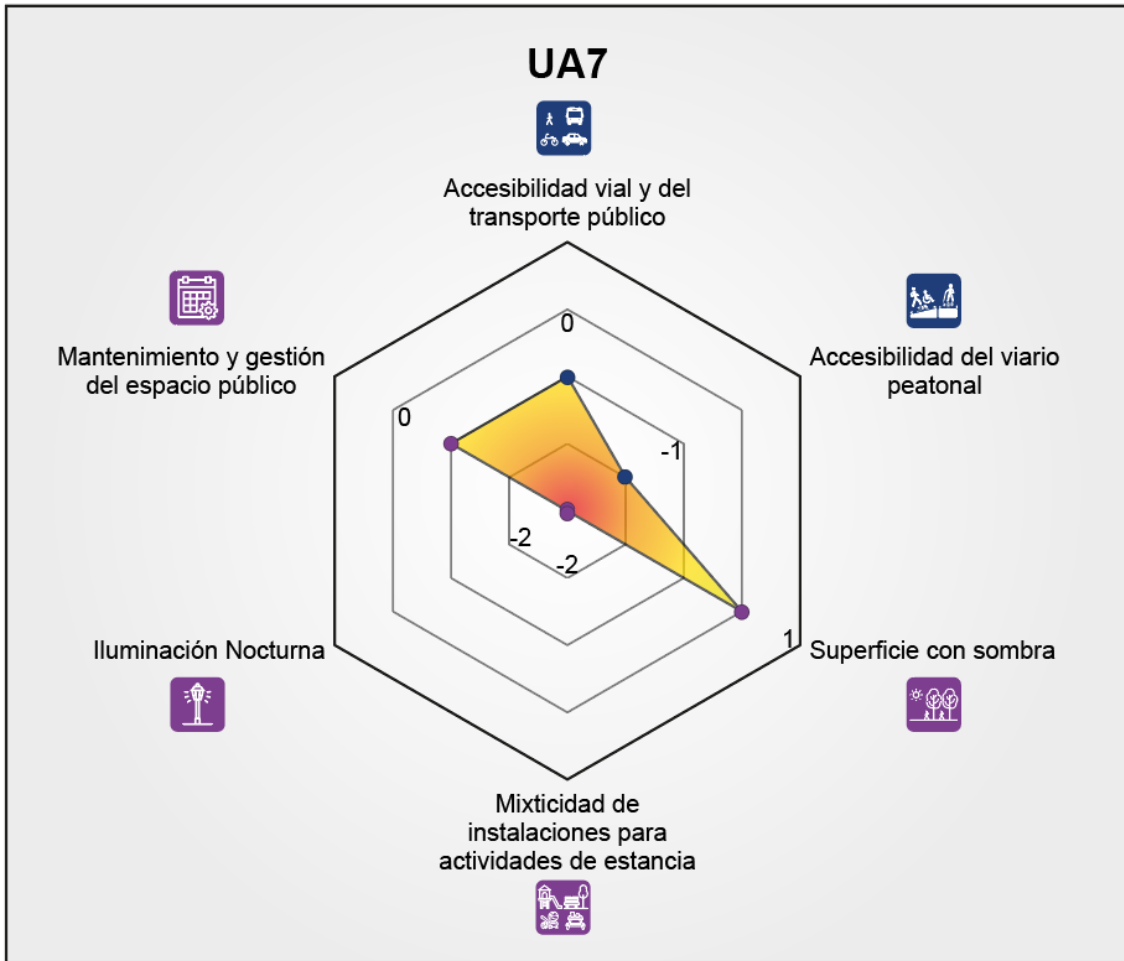 UA7
Accesibilidad vial y del
transporte público
Mantenimiento y gestión
del espacio público
Accesibilidad del viario
peatonal
0
0
-1
-2
-2
1
Iluminación Nocturna
Superficie con sombra
Mixticidad de
instalaciones para
actividades de estancia